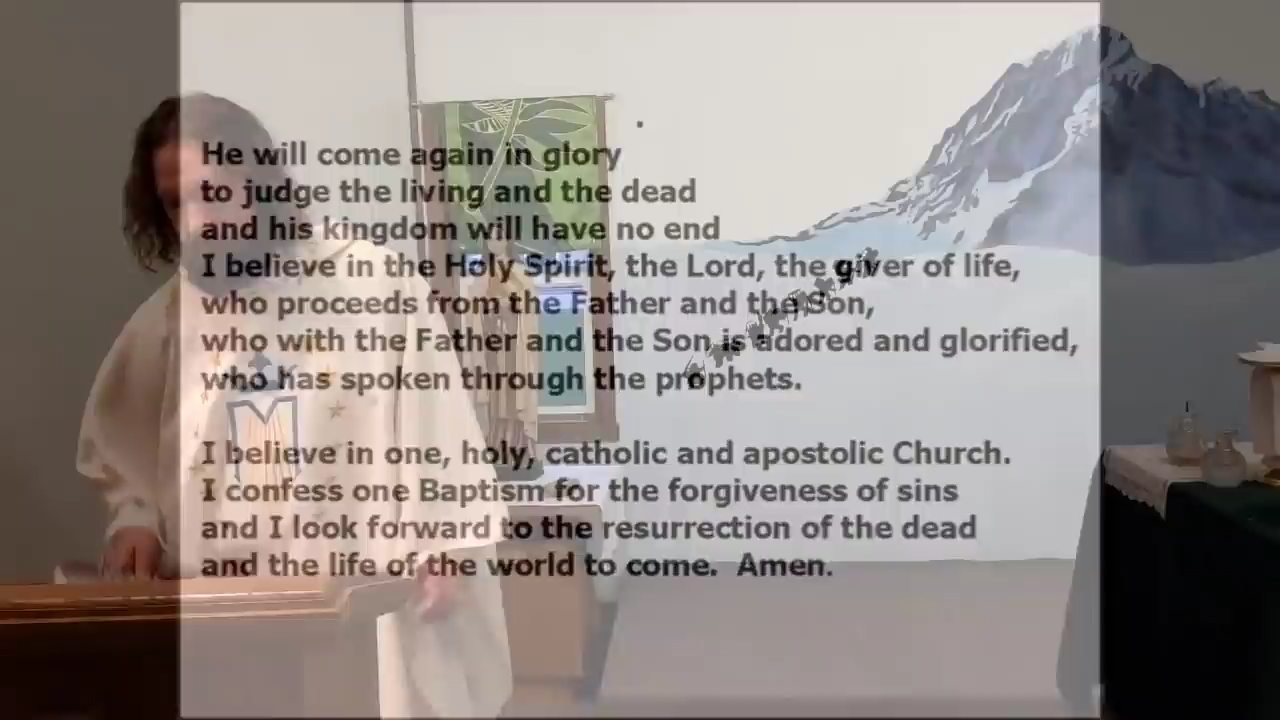 He will come again in glory
to judge the living and the dead
and his kingdom will have no end
I believe in the Holy Spirit, the Lord, the giver of life,
who proceeds from the Father and the Son,
who with the Father and the Son is adored and glorified,
who has spoken through the prophets.
I believe in one, holy, catholic and apostolic Church.
I confess one Baptism for the forgiveness of sins
and I look forward to the resurrection of the dead
and the life of the world to come. Amen.